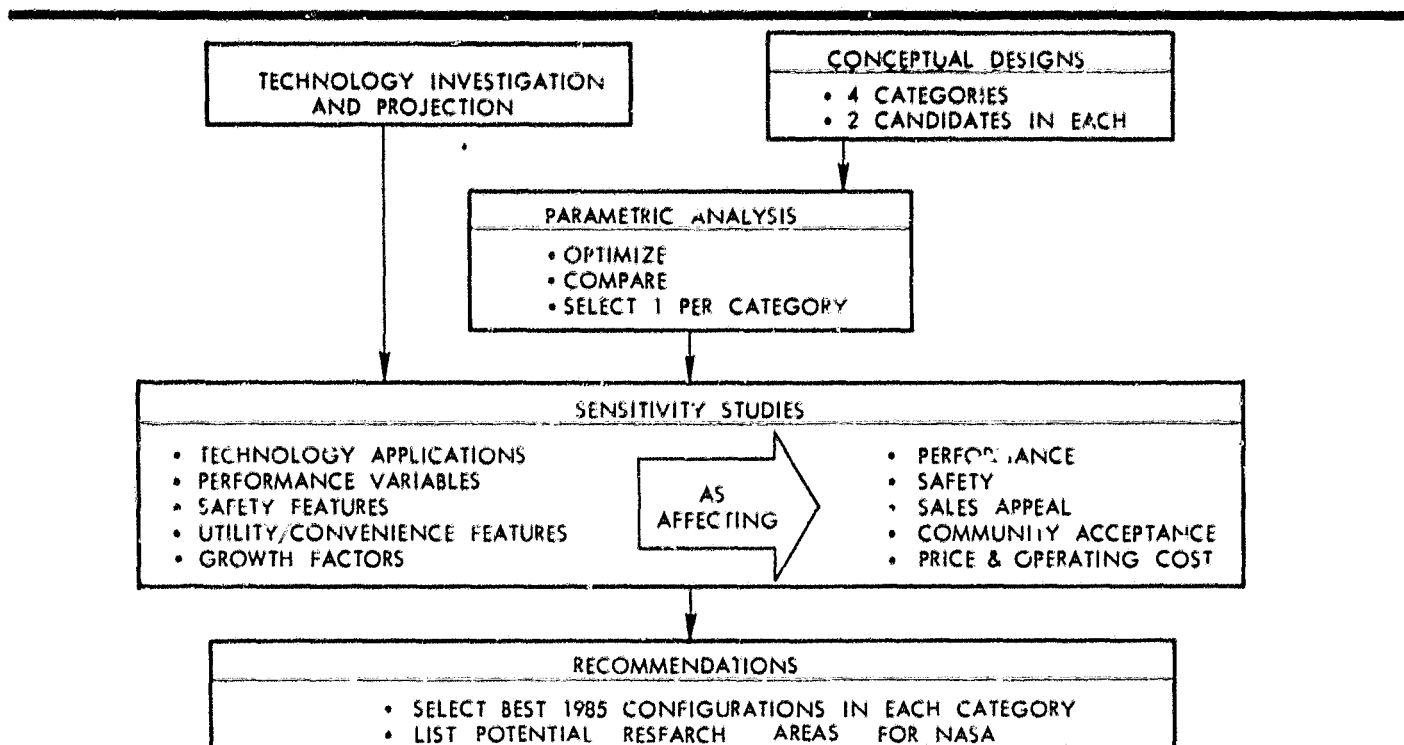 TECHNOLOGY INVESTIGATION
AND PROJECTION
CONCEPTUAL DESIGNS
• 4 CATEGORIES
• 2 CANDIDATES IN EACH
PARAMETRIC ANALYSIS
• OPTIMIZE
• COMPARE
• SELECT 1 PER CATEGORY
SENSITIVITY STUDIES
• TECHNOLOGY APPLICATIONS
• PERFORMANCE VARIABLES
• SAFETY FEATURES
• UTILITY/CONVENIENCE FEATURES
• GROWTH FACTORS
AS
AFFECTING
• PERFORMANCE
• SAFETY
• SALES APPEAL
• COMMUNITY ACCEPTANCE
• PRICE & OPERATING COST
RECOMMENDATIONS
• SELECT BEST 1985 CONFIGURATIONS IN EACH CATEGORY
• LIST POTENTIAL RESEARCH AREAS FOR NASA